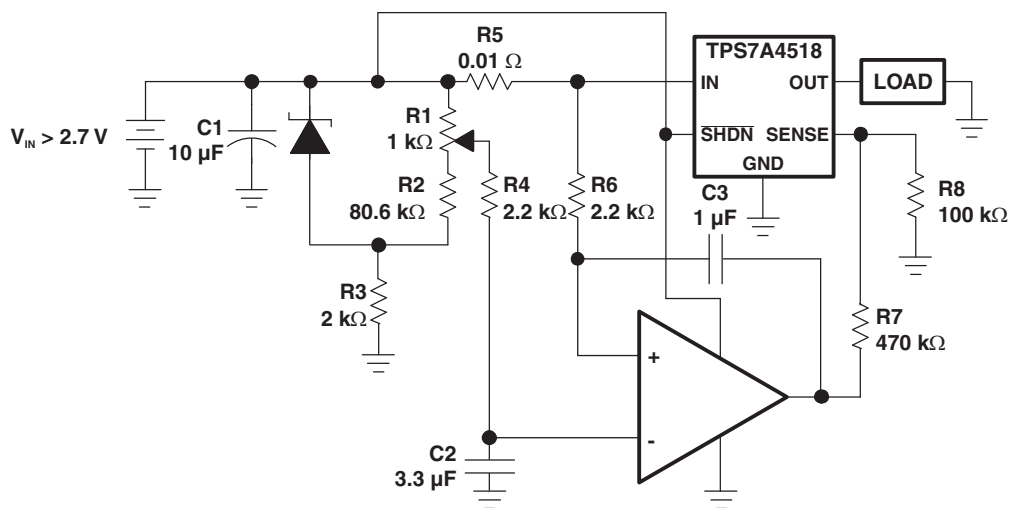 TPS7A4518
R5
0.01 Ω
IN
OUT
LOAD
R1
1 kΩ
C1
10 µF
V_IN > 2.7 V
SHDN
SENSE
GND
R2
80.6 kΩ
R4
2.2 kΩ
R6
2.2 kΩ
C3
1 µF
R8
100 kΩ
R3
2 kΩ
R7
470 kΩ
+
-
C2
3.3 µF